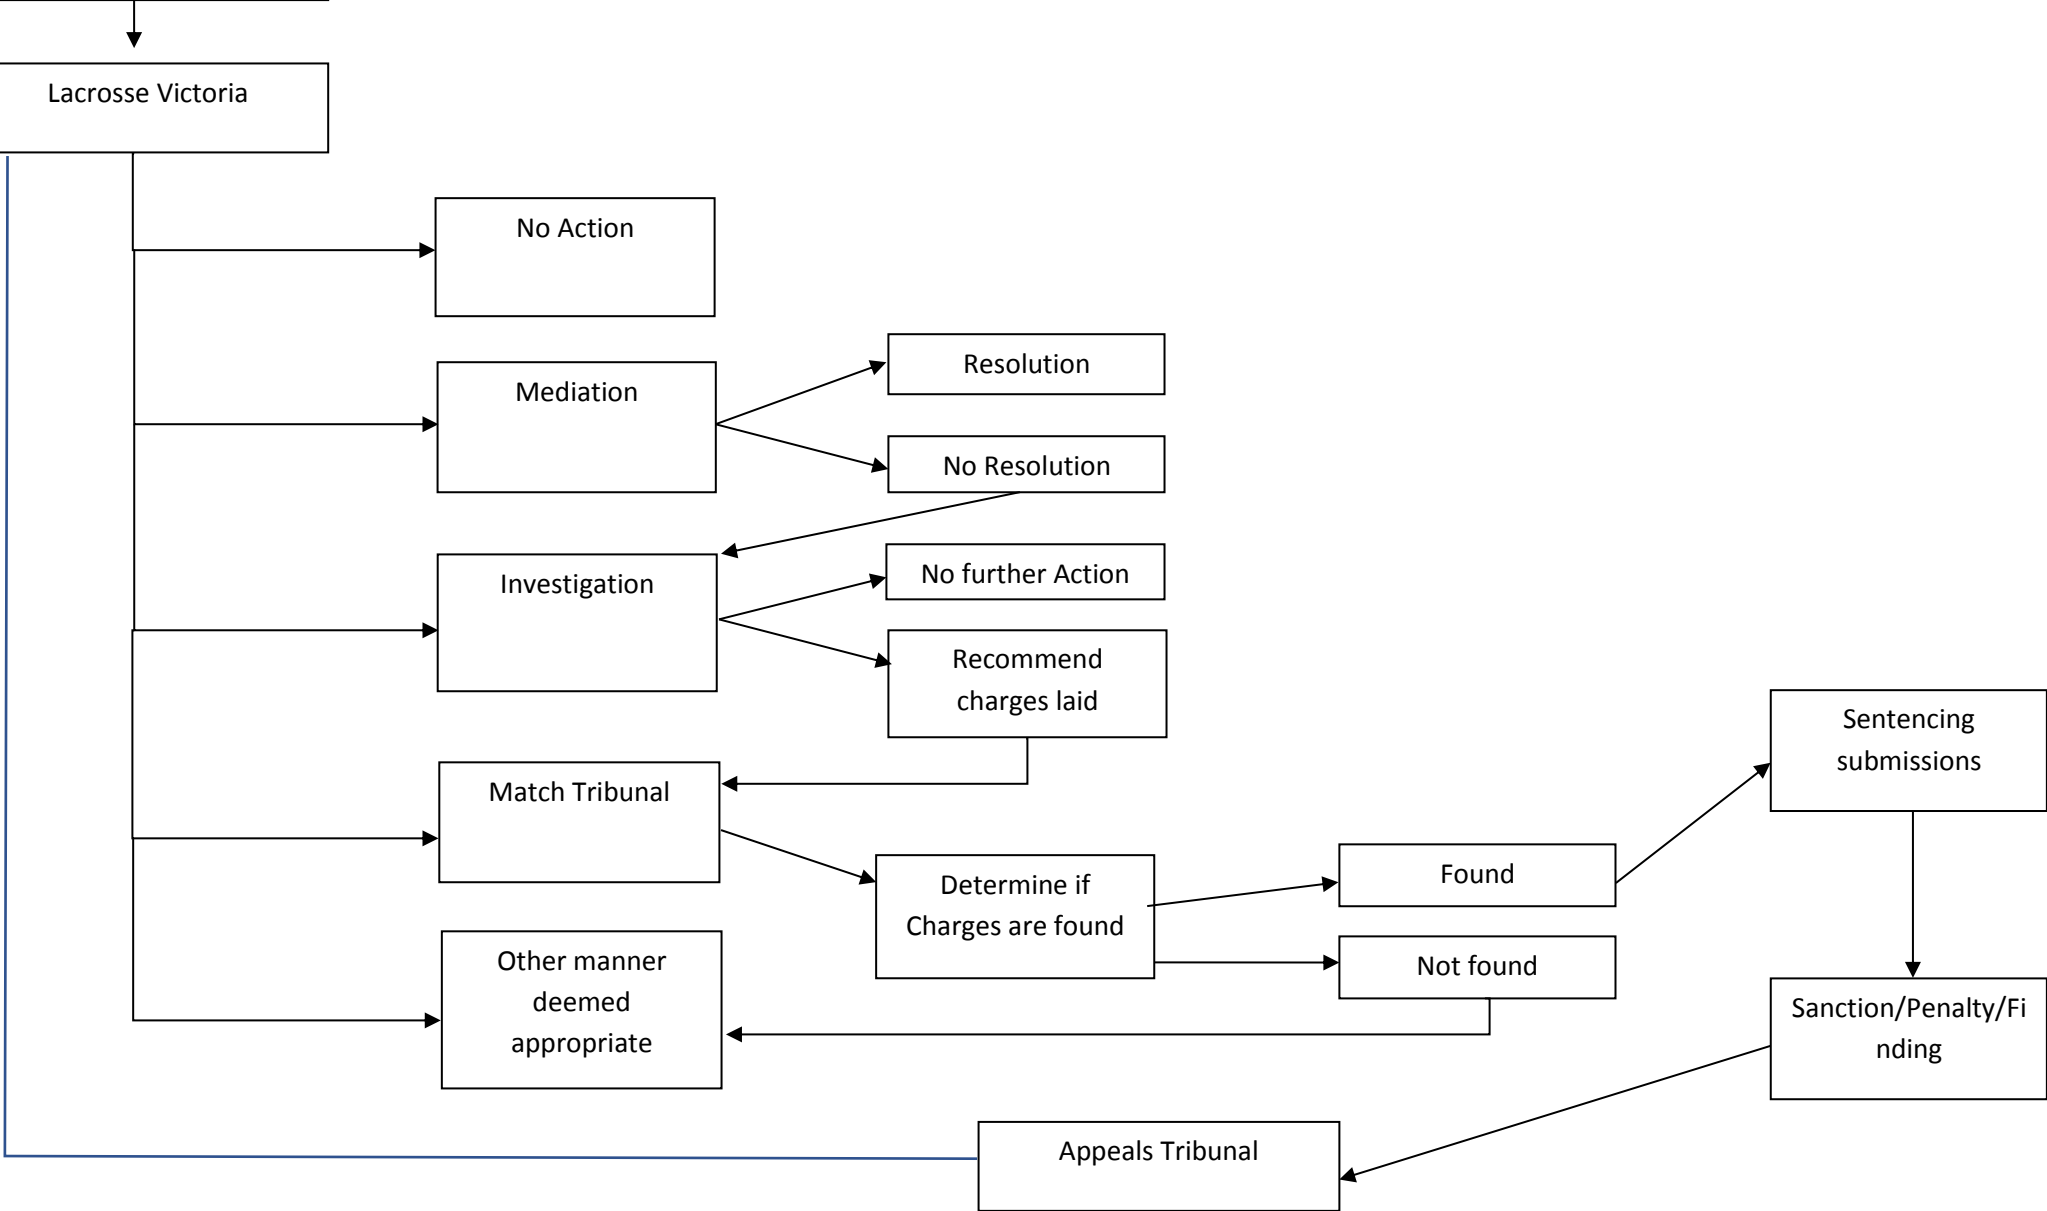 Lacrosse Victoria
No Action
Mediation
Resolution
No Resolution
Investigation
No further Action
Recommend
charges laid
Match Tribunal
Determine if
Charges are found
Found
Not found
Sentencing
submissions
Sanction/Penalty/Fi
nding
Other manner
deemed
appropriate
Appeals Tribunal